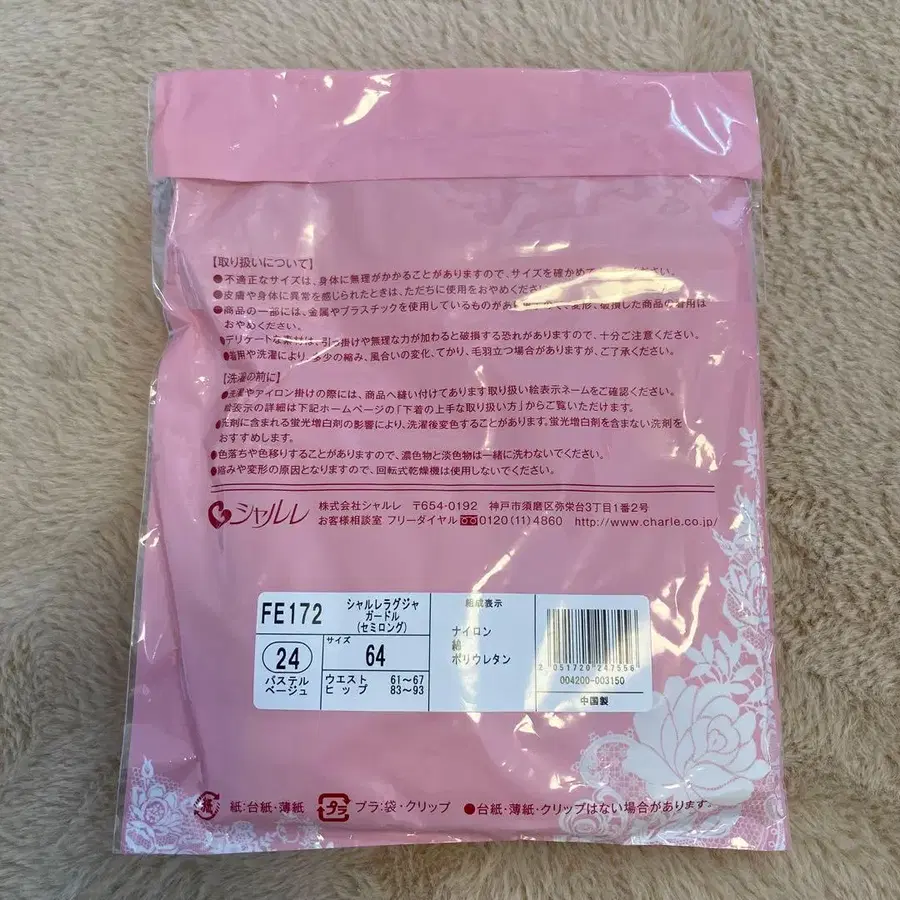 【取り扱いについて】
●不適正なサイズは、身体に無理がかかることがありますので、サイズを確かめて ください。
●皮膚や身体に異常を感じられたときは、ただちに使用をおやめくだ
●商品の一部には、金属やプラスチックを使用しているものがあ 変形、破損した商品の着用は
おやめください。
●デリケートな素材は、引っ掛けや無理な力が加わると破損する恐れがありますので、十分ご注意ください。
●着用や洗濯により、多少の縮み、風合いの変化、てかり、毛羽立つ場合がありますが、ご了承ください。
【洗濯の前に】
●洗濯やアイロン掛けの際には、商品へ縫い付けてあります取り扱い絵表示ネームをご確認ください。
絵表示の詳細は下記ホームページの「下着の上手な取り扱い方」からご覧いただけます。
●洗剤に含まれる蛍光増白剤の影響により、洗濯後変色することがあります。蛍光増白剤を含まない洗剤を
おすすめします。
●色落ちや色移りすることがありますので、濃色物と淡色物は一緒に洗わないでください。
●縮みや変形の原因となりますので、回転式乾燥機は使用しないでください。
シャルレ 株式会社シャルレ 〒654-0192 神戸市須磨区弥栄台3丁目1番2号
お客様相談室 フリーダイヤル 0120(11)4860 http://www.charle.co.jp/
FE172 シャルレラグジャ
ガードル
(セミロング)
24
パステル
ベージュ
サイズ
64
ウエスト 61〜67
ヒップ 83〜93
組成表示
ナイロン
綿
ポリウレタン
2 051720 247556
004200-003150
中国製
紙 紙:台紙・薄紙 プラ プラ:袋・クリップ ●台紙・薄紙・クリップはない場合があります。